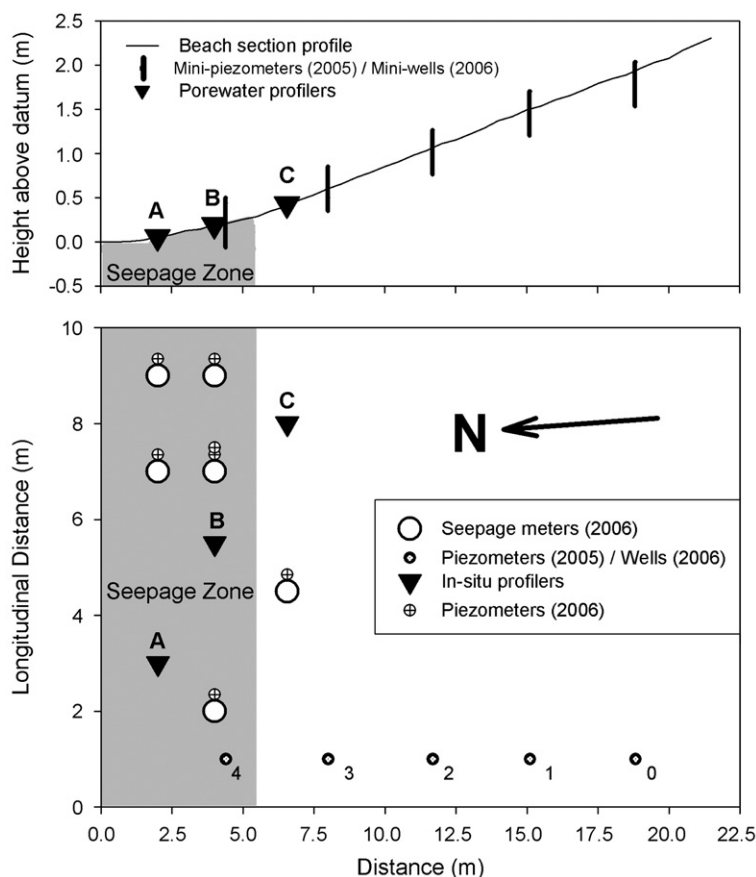 Height above datum (m)
2.5
2.0
1.5
1.0
0.5
0.0
-0.5
Beach section profile
Mini-piezometers (2005) / Mini-wells (2006)
Porewater profilers
A
B
C
Seepage Zone
Longitudinal Distance (m)
10
8
6
4
2
0
C
N
B
Seepage Zone
A
Seepage meters (2006)
Piezometers (2005) / Wells (2006)
In-situ profilers
Piezometers (2006)
4
3
2
1
0
0.0
2.5
5.0
7.5
10.0
12.5
15.0
17.5
20.0
22.5
Distance (m)